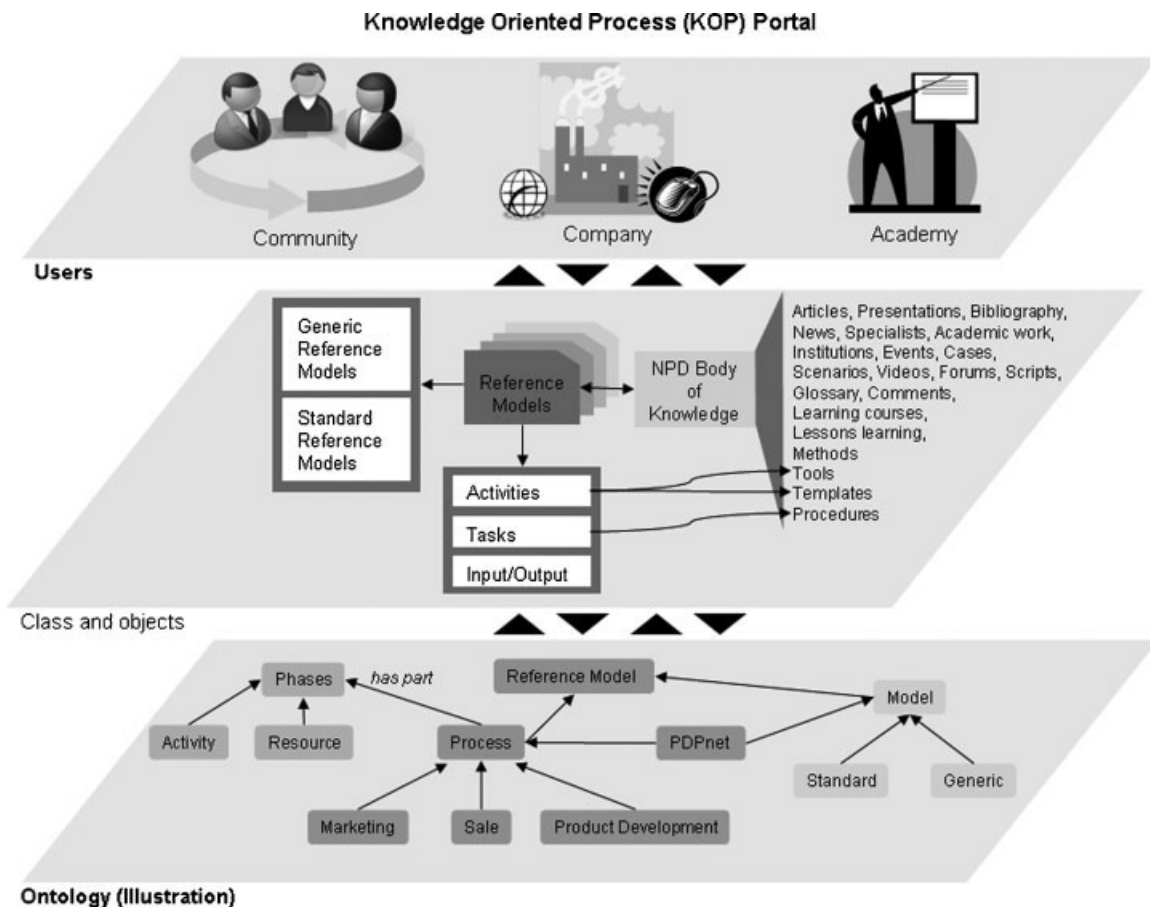 Knowledge Oriented Process (KOP) Portal
Community
Company
Academy
Users
Generic
Reference
Models
Standard
Reference
Models
Reference
Models
NPD Body
of
Knowledge
Articles, Presentations, Bibliography,
News, Specialists, Academic work,
Institutions, Events, Cases,
Scenarios, Videos, Forums, Scripts,
Glossary, Comments,
Learning courses,
Lessons learning,
Methods
Tools
Templates
Procedures
Activities
Tasks
Input/Output
Class and objects
Phases
has part
Reference Model
Model
Activity
Resource
Process
PDPnet
Standard
Generic
Marketing
Sale
Product Development
Ontology (Illustration)